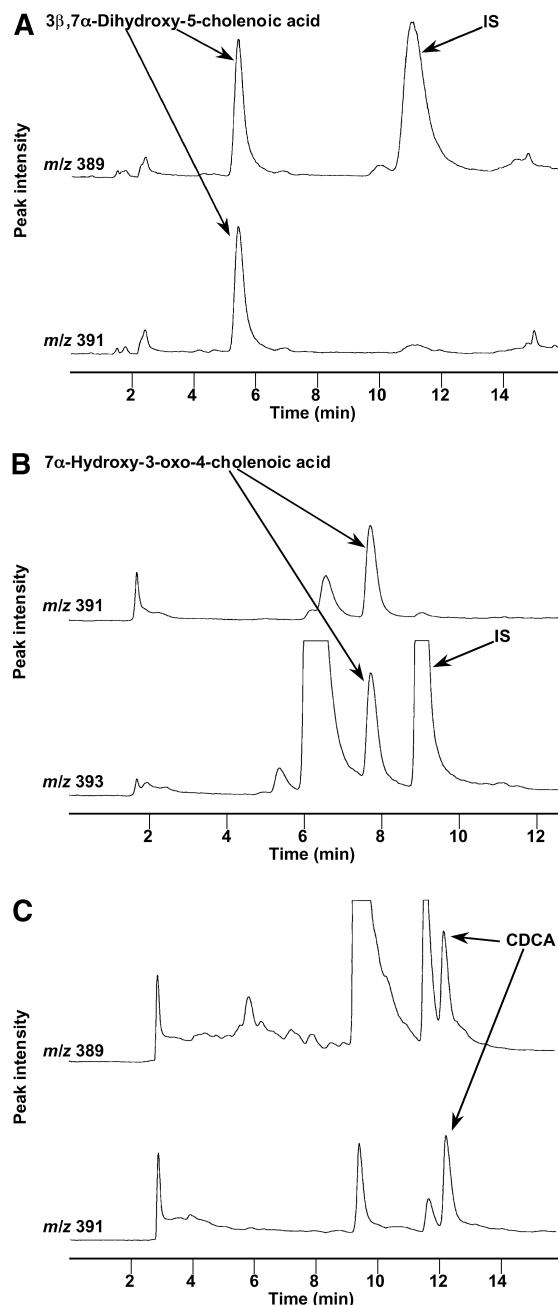 A 3β,7α-Dihydroxy-5-cholenoic acid IS
Peak intensity
m/z 389
m/z 391
2 4 6 8 10 12 14
Time (min)
B 7α-Hydroxy-3-oxo-4-cholenoic acid
Peak intensity
m/z 391
IS
m/z 393
2 4 6 8 10 12
Time (min)
C
CDCA
Peak intensity
m/z 389
m/z 391
2 4 6 8 10 12 14
Time (min)